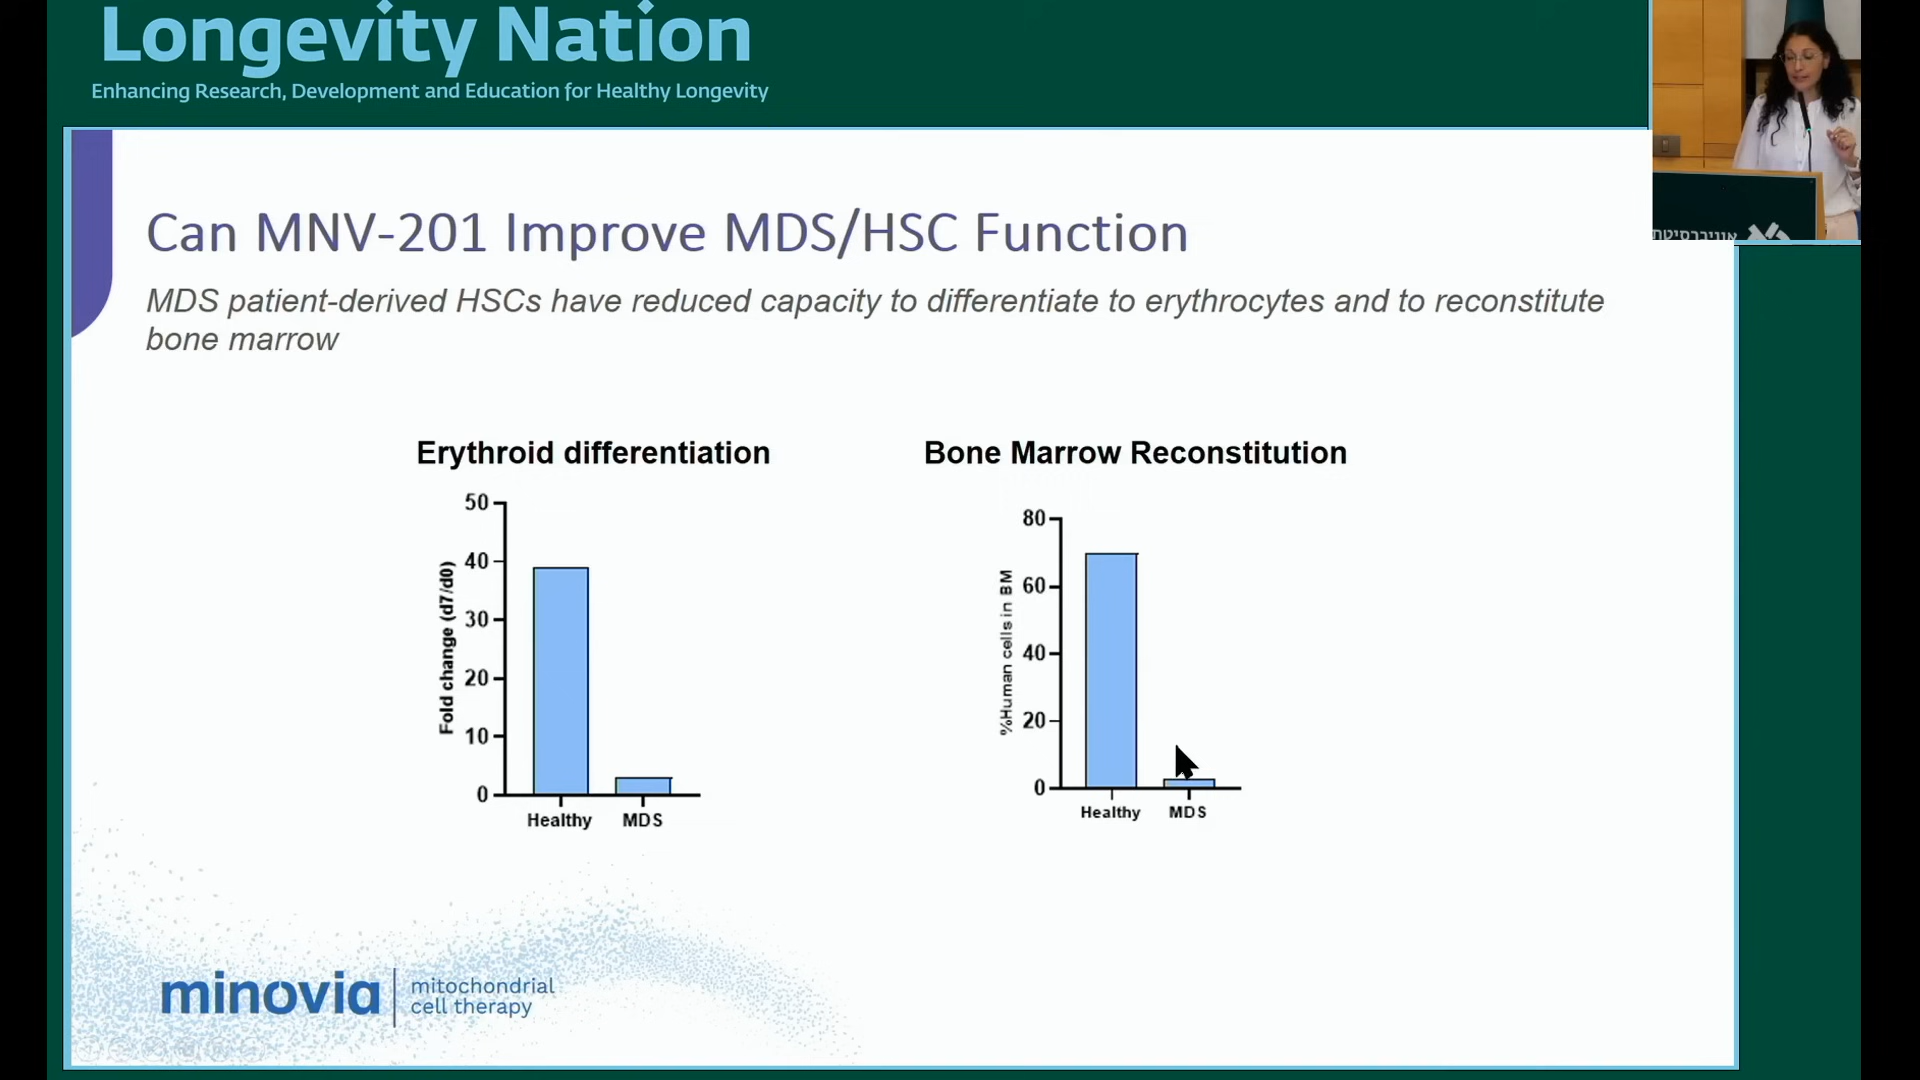 Longevity Nation
Enhancing Research, Development and Education for Healthy Longevity
אוניברסיטת
Can MNV-201 Improve MDS/HSC Function
MDS patient-derived HSCs have reduced capacity to differentiate to erythrocytes and to reconstitute
bone marrow
Erythroid differentiation
50
40
30
20
10
0
Fold change (d7/d0)
Healthy MDS
Bone Marrow Reconstitution
80
60
40
20
0
%Human cells in BM
Healthy MDS
minovia
mitochondrial
cell therapy